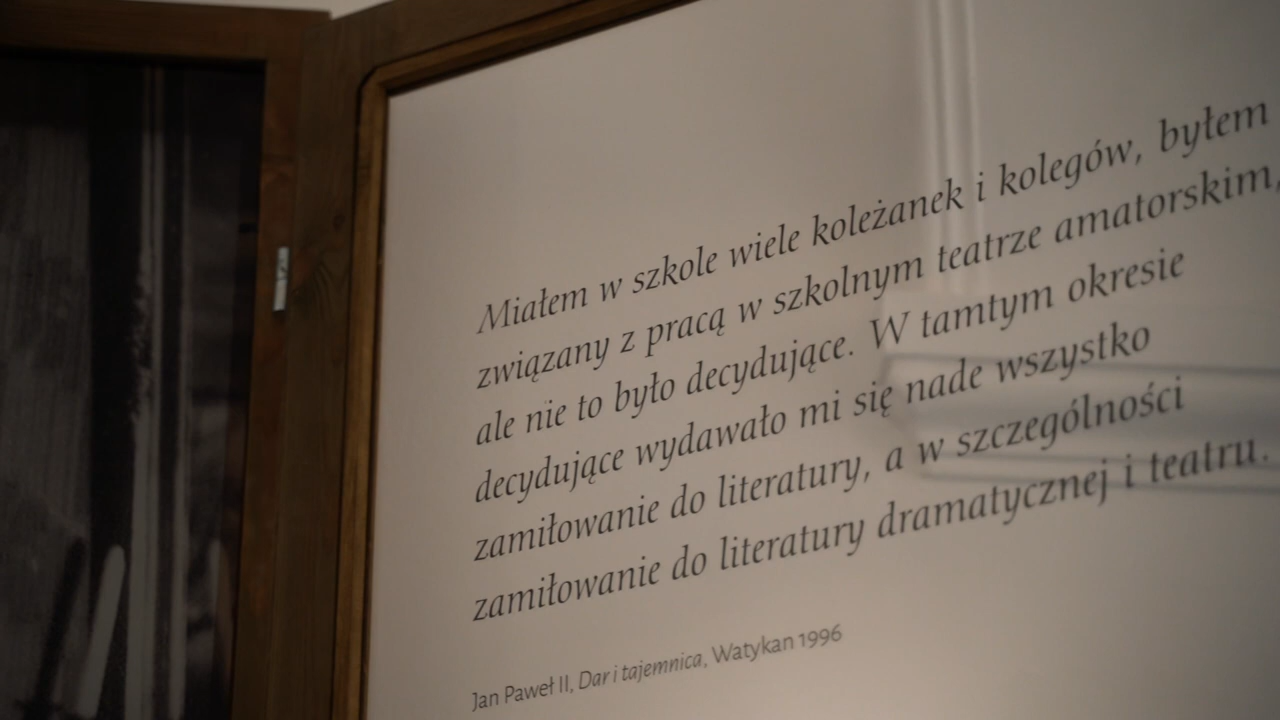 Miałem w szkole wiele koleżanek i kolegów, byłem
związany z pracą w szkolnym teatrze amatorskim,
ale nie to było decydujące. W tamtym okresie
decydujące wydawało mi się nade wszystko
zamiłowanie do literatury, a w szczególności
zamiłowanie do literatury dramatycznej i teatru.
Jan Paweł II, Dar i tajemnica, Watykan 1996